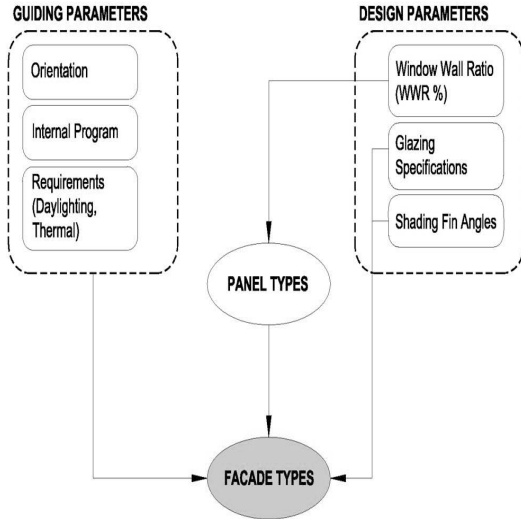 GUIDING PARAMETERS
Orientation
Internal Program
Requirements
(Daylighting,
Thermal)
DESIGN PARAMETERS
Window Wall Ratio
(WWR %)
Glazing
Specifications
Shading Fin Angles
PANEL TYPES
FACADE TYPES